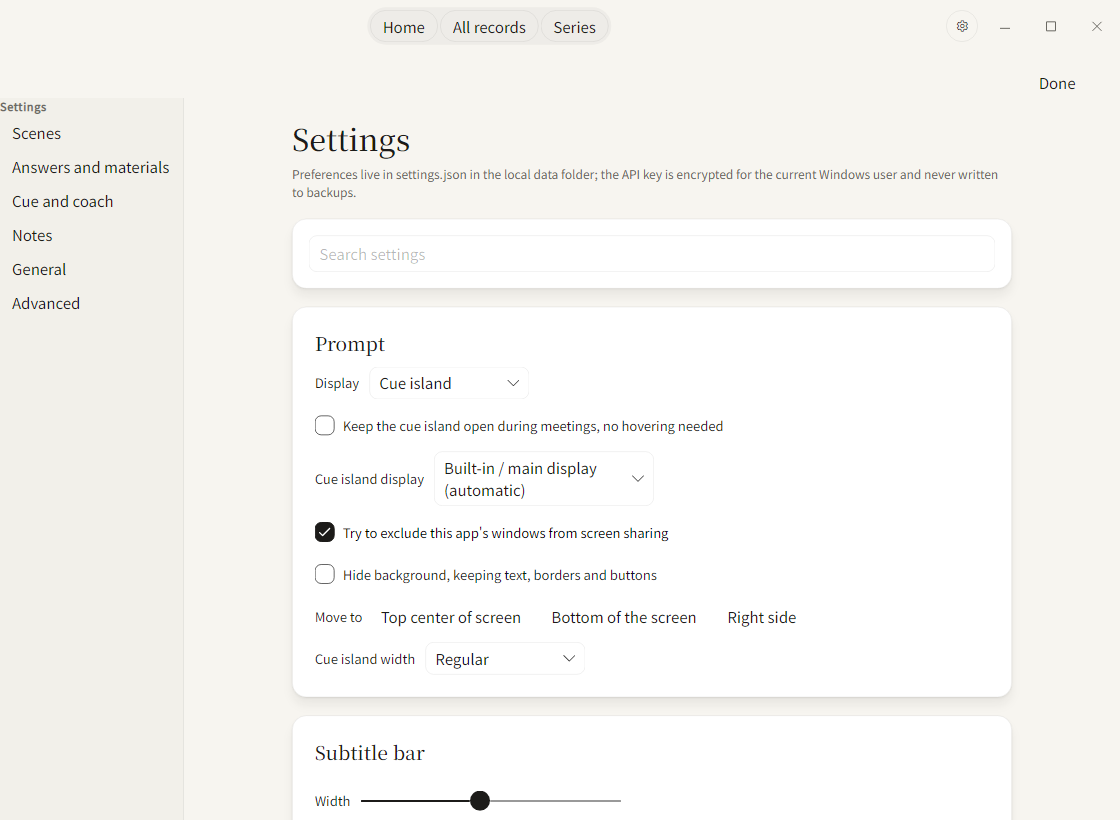 Home
All records
Series
Done
Settings
Scenes
Answers and materials
Cue and coach
Notes
General
Advanced
Settings
Preferences live in settings.json in the local data folder; the API key is encrypted for the current Windows user and never written
to backups.
Search settings
Prompt
Display
Cue island
Keep the cue island open during meetings, no hovering needed
Cue island display
Built-in / main display
(automatic)
Try to exclude this app's windows from screen sharing
Hide background, keeping text, borders and buttons
Move to
Top center of screen
Bottom of the screen
Right side
Cue island width
Regular
Subtitle bar
Width